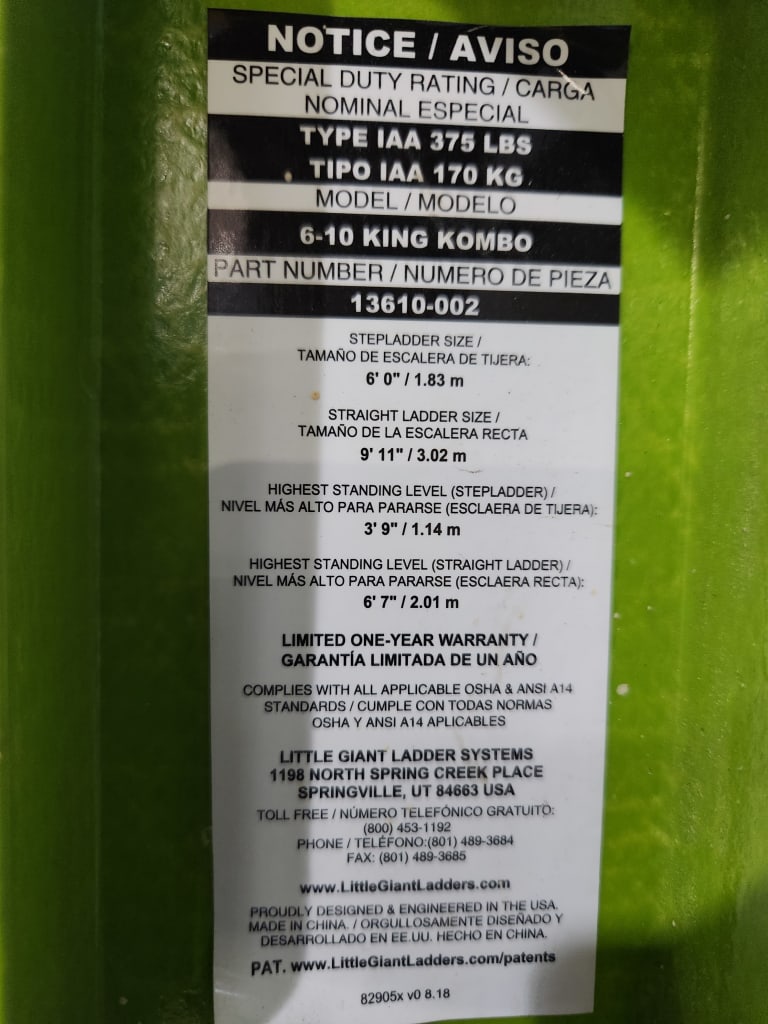 NOTICE / AVISO
SPECIAL DUTY RATING / CARGA
NOMINAL ESPECIAL
TYPE IAA 375 LBS
TIPO IAA 170 KG
MODEL / MODELO
6-10 KING KOMBO
PART NUMBER / NUMERO DE PIEZA
13610-002
STEPLADDER SIZE /
TAMAÑO DE ESCALERA DE TIJERA:
6' 0" / 1.83 m
STRAIGHT LADDER SIZE /
TAMAÑO DE LA ESCALERA RECTA
9' 11" / 3.02 m
HIGHEST STANDING LEVEL (STEPLADDER) /
NIVEL MÁS ALTO PARA PARARSE (ESCLAERA DE TIJERA):
3' 9" / 1.14 m
HIGHEST STANDING LEVEL (STRAIGHT LADDER) /
NIVEL MÁS ALTO PARA PARARSE (ESCLAERA RECTA):
6' 7" / 2.01 m
LIMITED ONE-YEAR WARRANTY /
GARANTÍA LIMITADA DE UN AÑO
COMPLIES WITH ALL APPLICABLE OSHA & ANSI A14
STANDARDS / CUMPLE CON TODAS NORMAS
OSHA Y ANSI A14 APLICABLES
LITTLE GIANT LADDER SYSTEMS
1198 NORTH SPRING CREEK PLACE
SPRINGVILLE, UT 84663 USA
TOLL FREE / NÚMERO TELEFÓNICO GRATUITO:
(800) 453-1192
PHONE / TELÉFONO:(801) 489-3684
FAX: (801) 489-3685
www.LittleGiantLadders.com
PROUDLY DESIGNED & ENGINEERED IN THE USA.
MADE IN CHINA. / ORGULLOSAMENTE DISEÑADO Y
DESARROLLADO EN EE.UU. HECHO EN CHINA.
PAT. www.LittleGiantLadders.com/patents
82905x v0 8.18